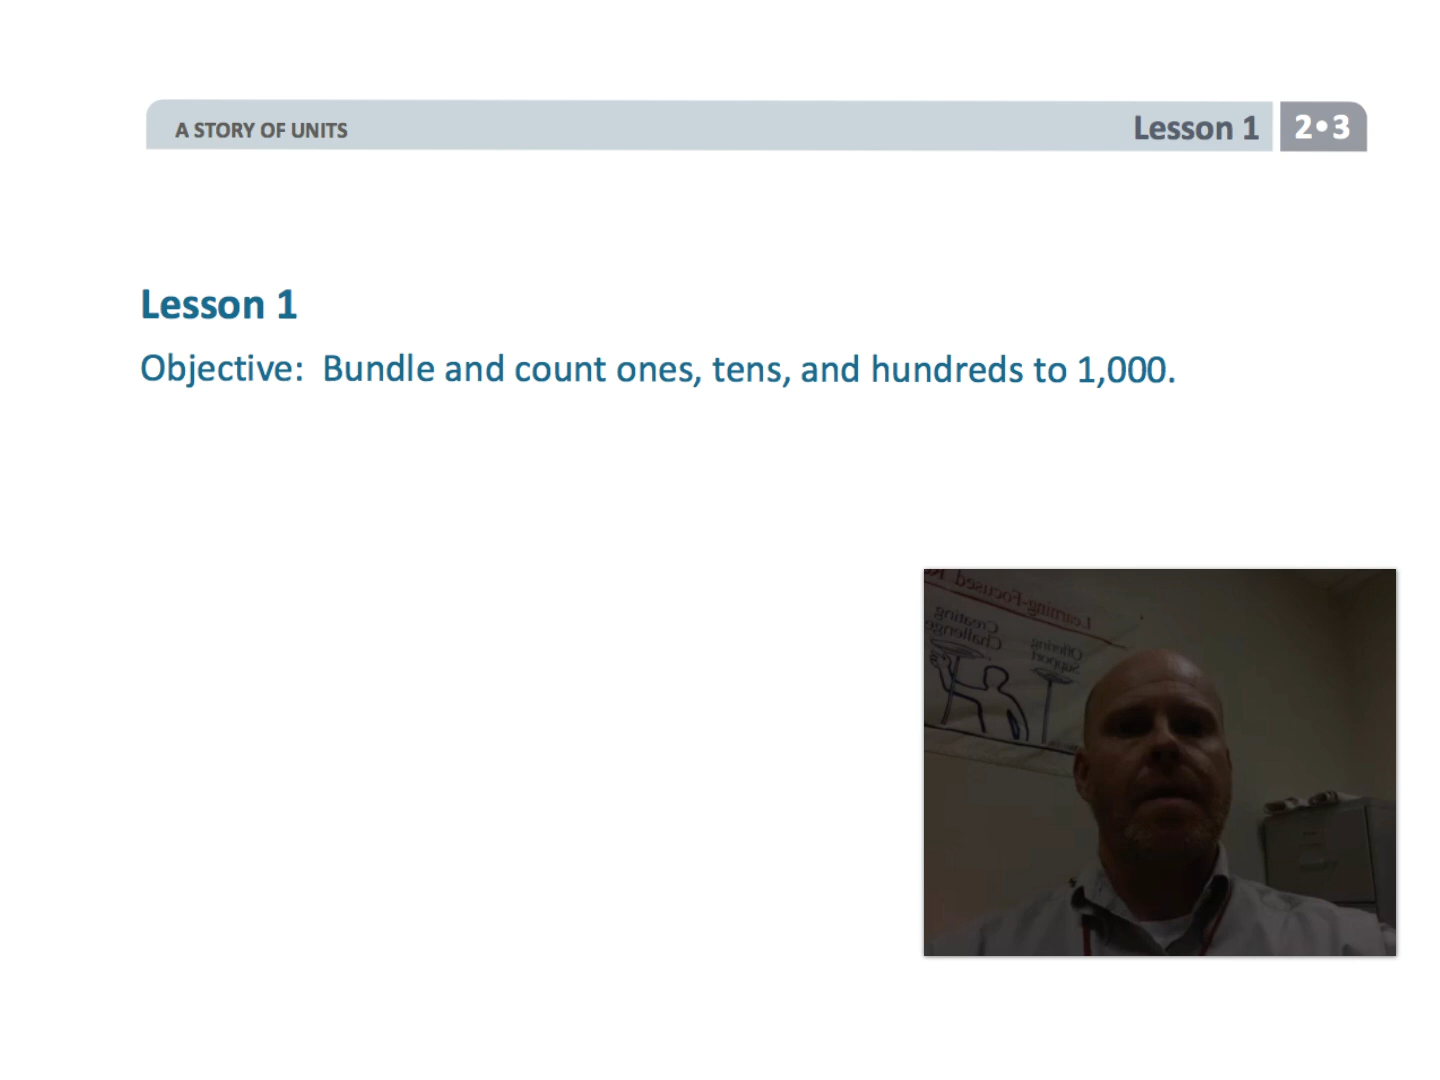 A STORY OF UNITS
Lesson 1
2•3
Lesson 1
Objective: Bundle and count ones, tens, and hundreds to 1,000.
Learning-Focused
Creating
Challenge
Offering
Support